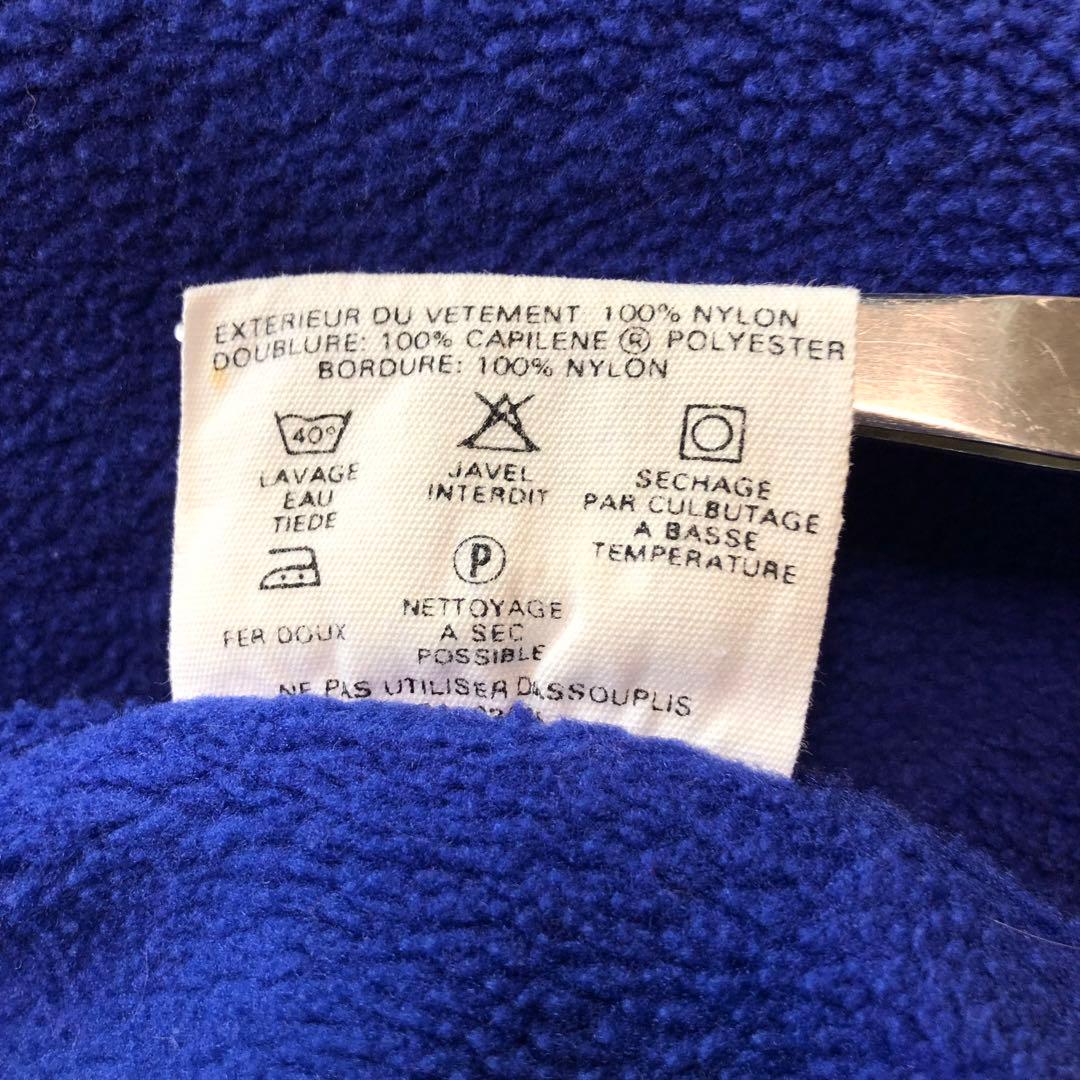 EXTERIEUR DU VETEMENT 100% NYLON
DOUBLURE: 100% CAPILENE ® POLYESTER
BORDURE: 100% NYLON
40°
LAVAGE
EAU
TIEDE
JAVEL
INTERDIT
SECHAGE
PAR CULBUTAGE
A BASSE
TEMPERATURE
FER DOUX
P
NETTOYAGE
A SEC
POSSIBLE
NE PAS UTILISER D'ASSOUPLIS